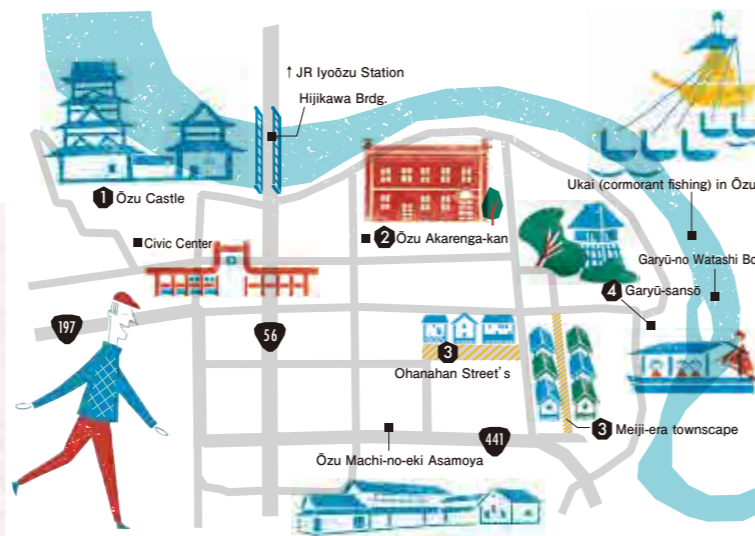 ↑ JR Iyoōzu Station
Hijikawa Brdg.
Ukai (cormorant fishing) in Ōzu
1 Ōzu Castle
2 Ōzu Akarenga-kan
Civic Center
Garyū-no Watashi Bo
4 Garyū-sansō
197
56
3
Ohanahan Street's
3 Meiji-era townscape
441
Ōzu Machi-no-eki Asamoya